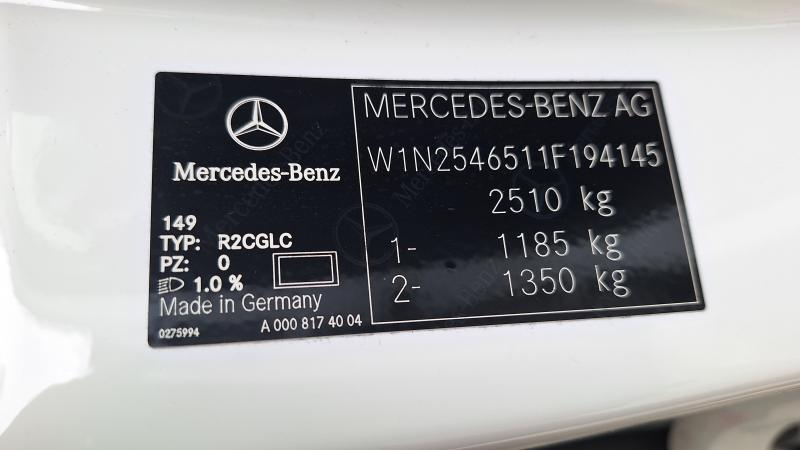 Mercedes-Benz
149
TYP: R2CGLC
PZ: 0
1.0 %
Made in Germany
0275994 A 000 817 40 04
MERCEDES-BENZ AG
W1N2546511F194145
2510 kg
1- 1185 kg
2- 1350 kg